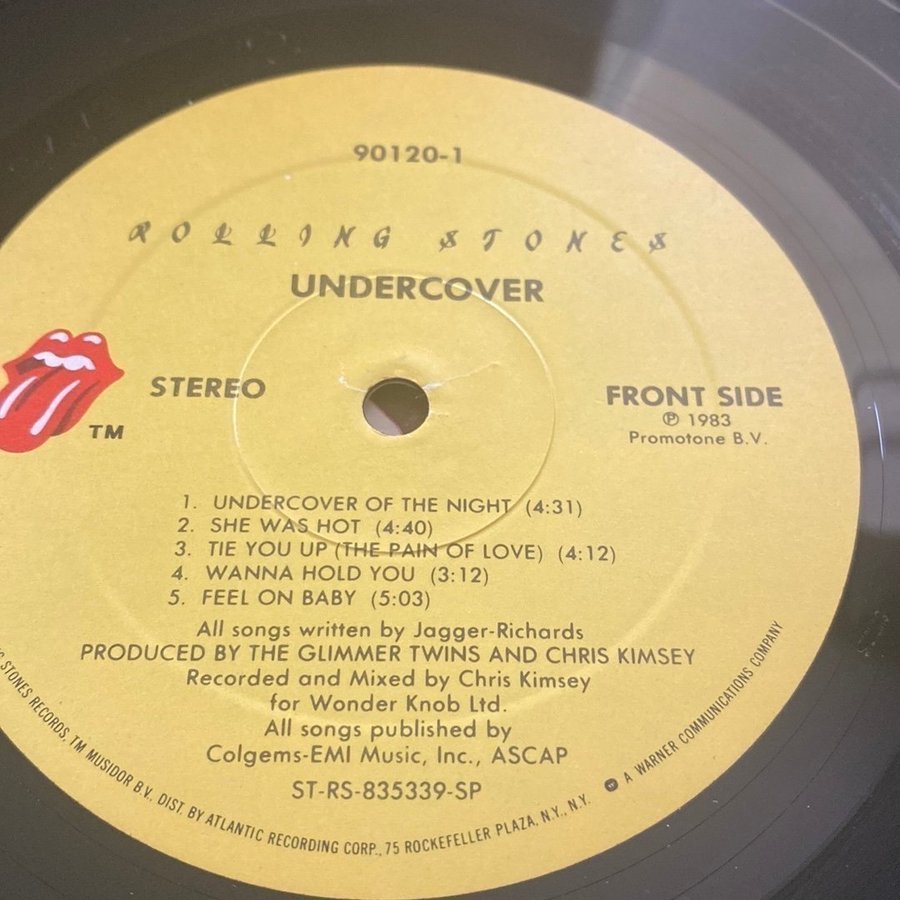 90120-1
ROLLING STONES
UNDERCOVER
STEREO
TM
FRONT SIDE
℗ 1983
Promotone B.V.
1. UNDERCOVER OF THE NIGHT (4:31)
2. SHE WAS HOT (4:40)
3. TIE YOU UP (THE PAIN OF LOVE) (4:12)
4. WANNA HOLD YOU (3:12)
5. FEEL ON BABY (5:03)
All songs written by Jagger-Richards
PRODUCED BY THE GLIMMER TWINS AND CHRIS KIMSEY
Recorded and Mixed by Chris Kimsey
for Wonder Knob Ltd.
All songs published by
Colgems-EMI Music, Inc., ASCAP
ST-RS-835339-SP
STONES RECORDS, TM MUSIDOR B.V. DIST. BY ATLANTIC RECORDING CORP., 75 ROCKEFELLER PLAZA, N.Y., N.Y. A WARNER COMMUNICATIONS COMPANY